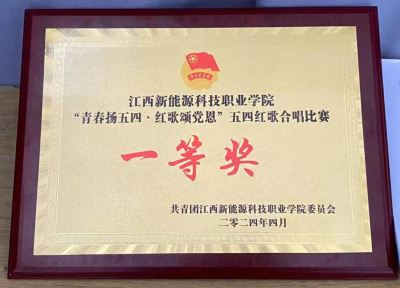 江西新能源科技职业学院
“青春扬五四·红歌颂党恩”五四红歌合唱比赛
一等奖
共青团江西新能源科技职业学院委员会
二零二四年四月